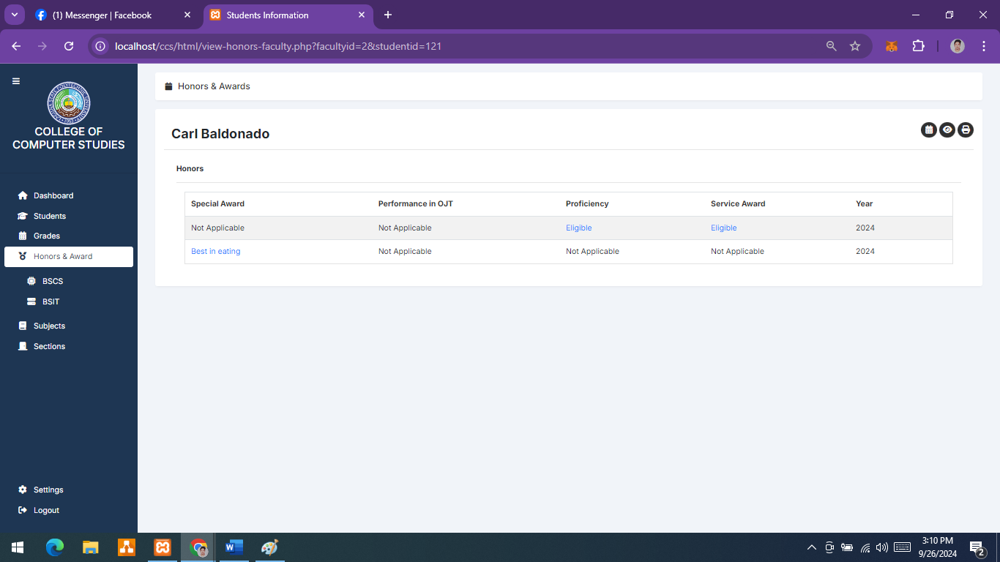 (1) Messenger | Facebook
Students Information
localhost/ccs/html/view-honors-faculty.php?facultyid=2&studentid=121
COLLEGE OF
COMPUTER STUDIES
Dashboard
Students
Grades
Honors & Award
BSCS
BSIT
Subjects
Sections
Settings
Logout
Honors & Awards
Carl Baldonado
Honors
Special Award Performance in OJT Proficiency Service Award Year
Not Applicable Not Applicable Eligible Eligible 2024
Best in eating Not Applicable Not Applicable Not Applicable 2024
3:10 PM
9/26/2024
2